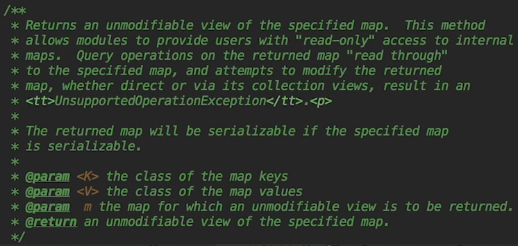 /**
 * Returns an unmodifiable view of the specified map.  This method
 * allows modules to provide users with "read-only" access to internal
 * maps.  Query operations on the returned map "read through"
 * to the specified map, and attempts to modify the returned
 * map, whether direct or via its collection views, result in an
 * <tt>UnsupportedOperationException</tt>.<p>
 *
 * The returned map will be serializable if the specified map
 * is serializable.
 *
 * @param <K> the class of the map keys
 * @param <V> the class of the map values
 * @param  m the map for which an unmodifiable view is to be returned.
 * @return an unmodifiable view of the specified map.
 */